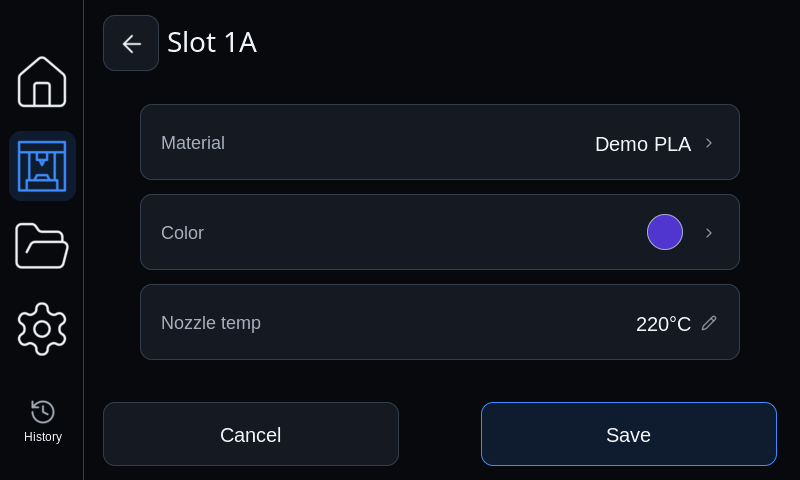 Slot 1A
Material
Demo PLA
Color
Nozzle temp
220°C
History
Cancel
Save